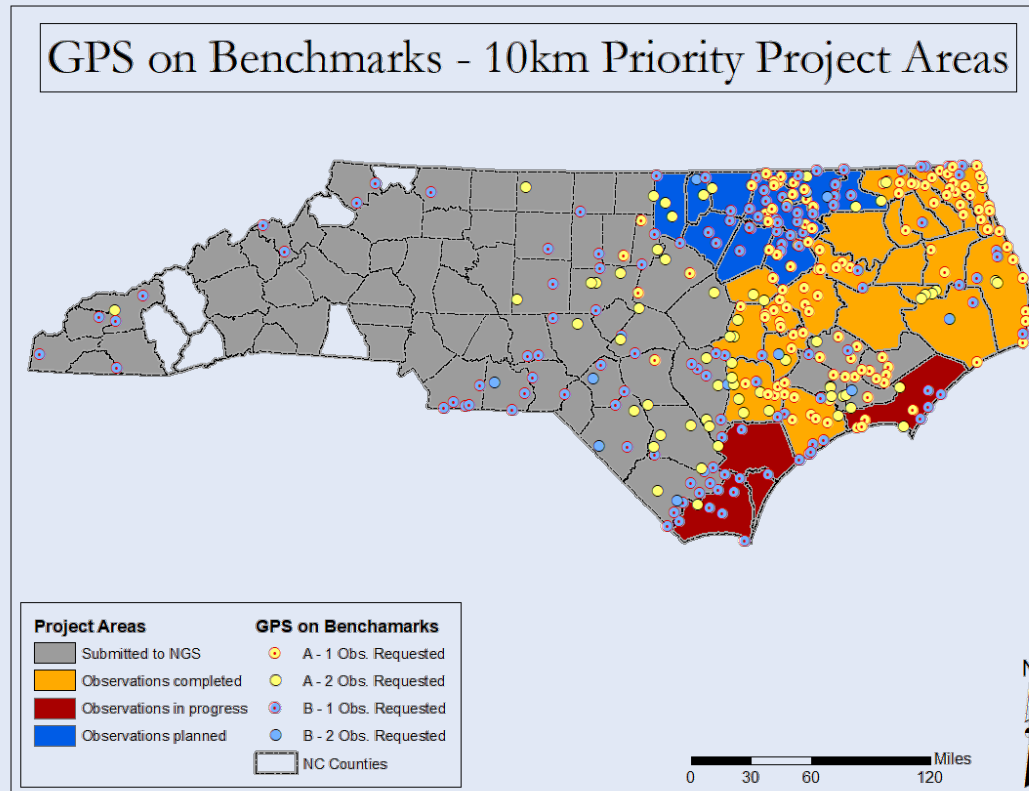 GPS on Benchmarks - 10km Priority Project Areas
Project Areas
GPS on Benchamarks
Submitted to NGS
A - 1 Obs. Requested
Observations completed
A - 2 Obs. Requested
Observations in progress
B - 1 Obs. Requested
Observations planned
B - 2 Obs. Requested
NC Counties
Miles
0 30 60 120
N